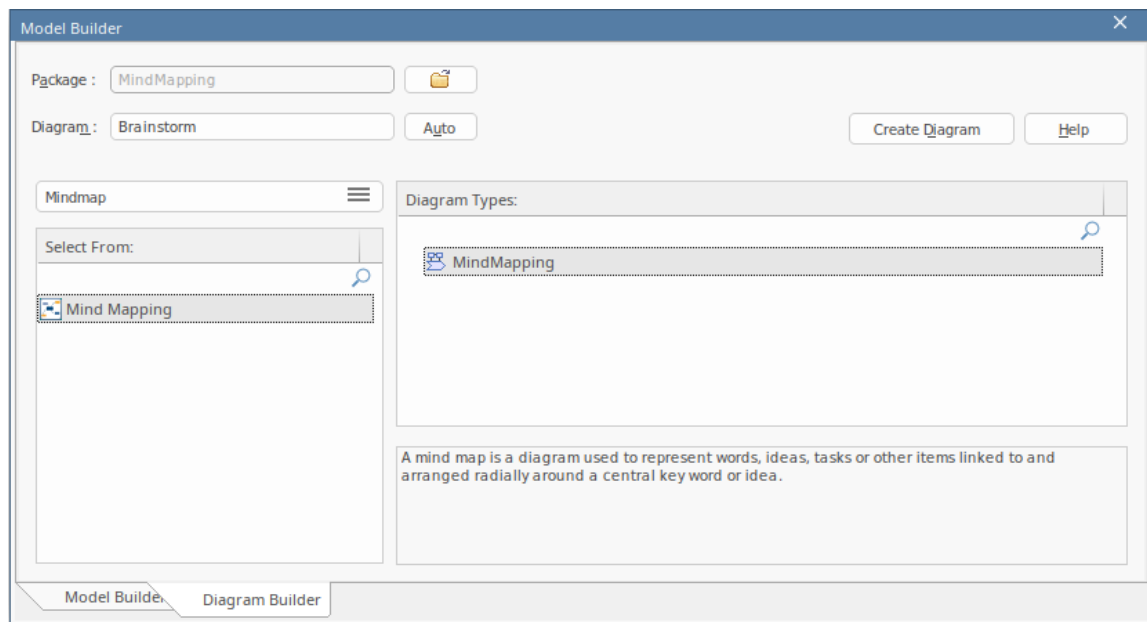 Model Builder
Package :
MindMapping
Diagram :
Brainstorm
Auto
Create Diagram
Help
Mindmap
Select From:
Mind Mapping
Diagram Types:
MindMapping
A mind map is a diagram used to represent words, ideas, tasks or other items linked to and
arranged radially around a central key word or idea.
Model Builder
Diagram Builder